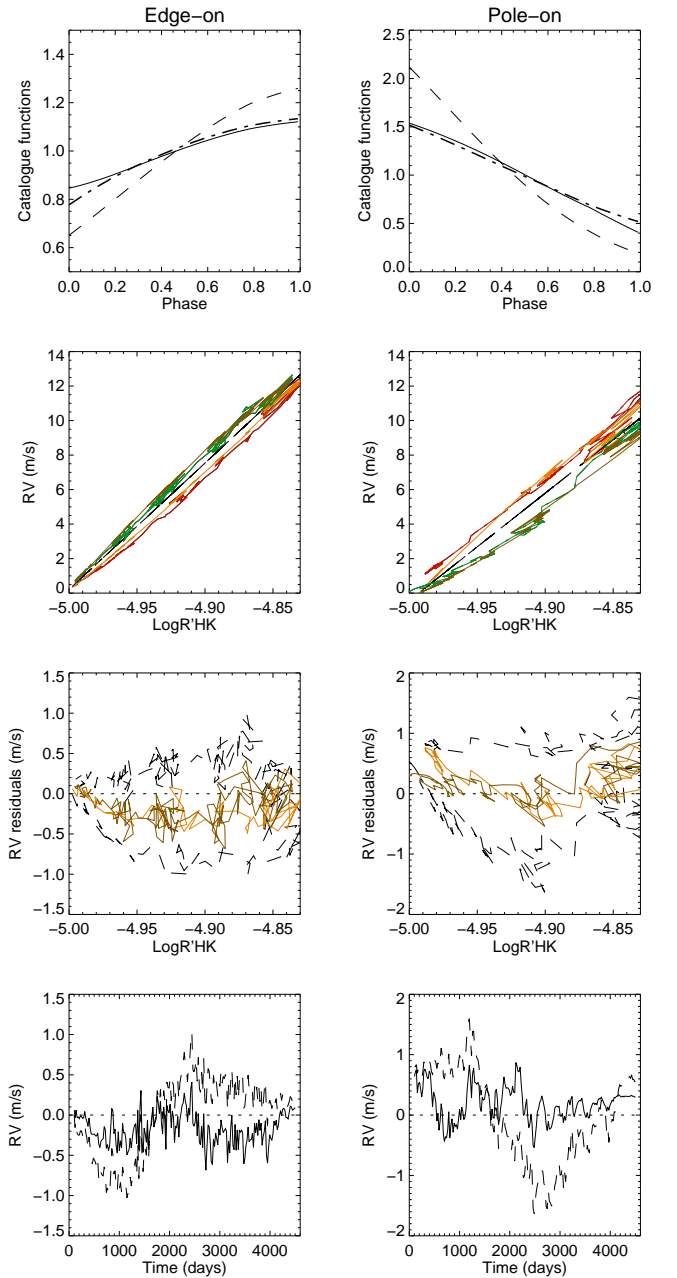 Edge−on Pole−on
1.4
1.2
1.0
0.8
0.6
Catalogue functions
0.0 0.2 0.4 0.6 0.8 1.0
Phase
2.5
2.0
1.5
1.0
0.5
0.0
Catalogue functions
0.0 0.2 0.4 0.6 0.8 1.0
Phase
14
12
10
8
6
4
2
0
RV (m/s)
−5.00 −4.95 −4.90 −4.85
LogR'HK
14
12
10
8
6
4
2
0
RV (m/s)
−5.00 −4.95 −4.90 −4.85
LogR'HK
1.5
1.0
0.5
0.0
−0.5
−1.0
−1.5
RV residuals (m/s)
−5.00 −4.95 −4.90 −4.85
LogR'HK
2
1
0
−1
−2
RV residuals (m/s)
−5.00 −4.95 −4.90 −4.85
LogR'HK
1.5
1.0
0.5
0.0
−0.5
−1.0
−1.5
RV (m/s)
0 1000 2000 3000 4000
Time (days)
2
1
0
−1
−2
RV (m/s)
0 1000 2000 3000 4000
Time (days)